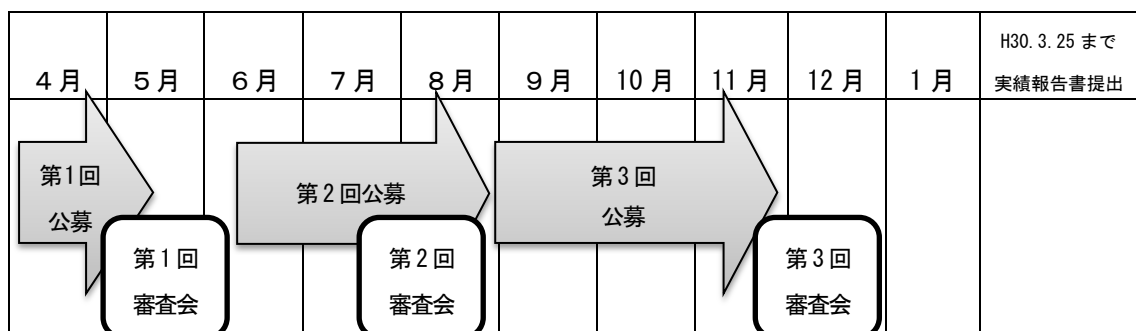 H30.3.25 まで
4月 5月 6月 7月 8月 9月 10月 11月 12月 1月 実績報告書提出
第1回
公募
第2回公募
第3回
公募
第1回
審査会
第2回
審査会
第3回
審査会